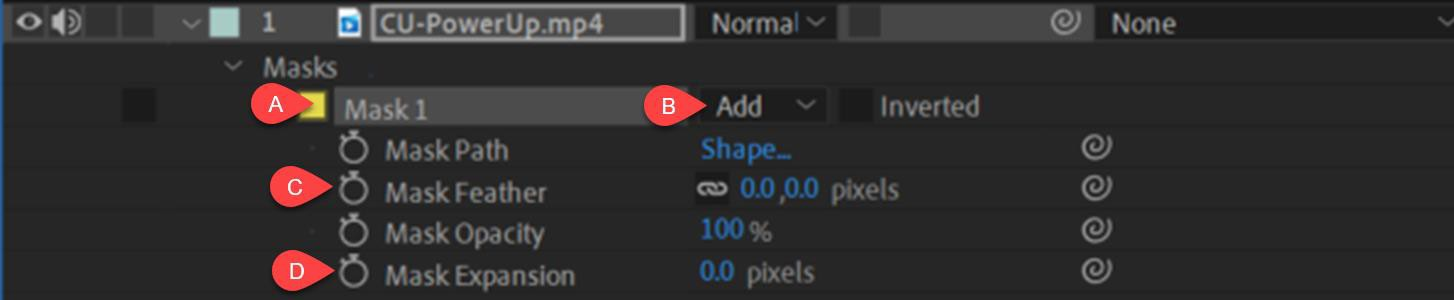 1 CU-PowerUp.mp4 Normal None
Masks
A Mask 1 B Add Inverted
Mask Path Shape...
C Mask Feather 0.0,0.0 pixels
Mask Opacity 100 %
D Mask Expansion 0.0 pixels